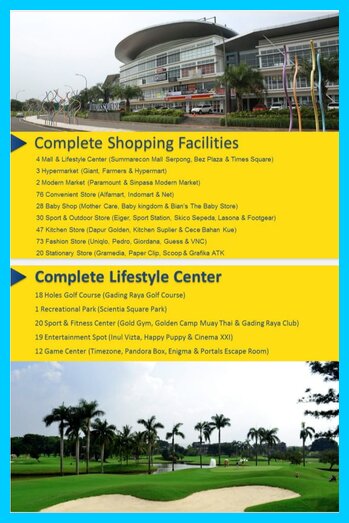 Complete Shopping Facilities
4 Mall & Lifestyle Center (Summarecon Mall Serpong, Bez Plaza & Times Square)
3 Hypermarket (Giant, Farmers & Hypermart)
2 Modern Market (Paramount & Sinpasa Modern Market)
76 Convenient Store (Alfamart, Indomart & Net)
28 Baby Shop (Mother Care, Baby kingdom & Bian's The Baby Store)
30 Sport & Outdoor Store (Eiger, Sport Station, Skico Sepeda, Lasona & Footgear)
47 Kitchen Store (Dapur Golden, Kitchen Suplier & Cece Bahan Kue)
73 Fashion Store (Uniqlo, Pedro, Giordana, Guess & VNC)
20 Stationary Store (Gramedia, Paper Clip, Scoop & Grafika ATK
Complete Lifestyle Center
18 Holes Golf Course (Gading Raya Golf Course)
1 Recreational Park (Scientia Square Park)
20 Sport & Fitness Center (Gold Gym, Golden Camp Muay Thai & Gading Raya Club)
19 Entertainment Spot (Inul Vizta, Happy Puppy & Cinema XXI)
12 Game Center (Timezone, Pandora Box, Enigma & Portals Escape Room)